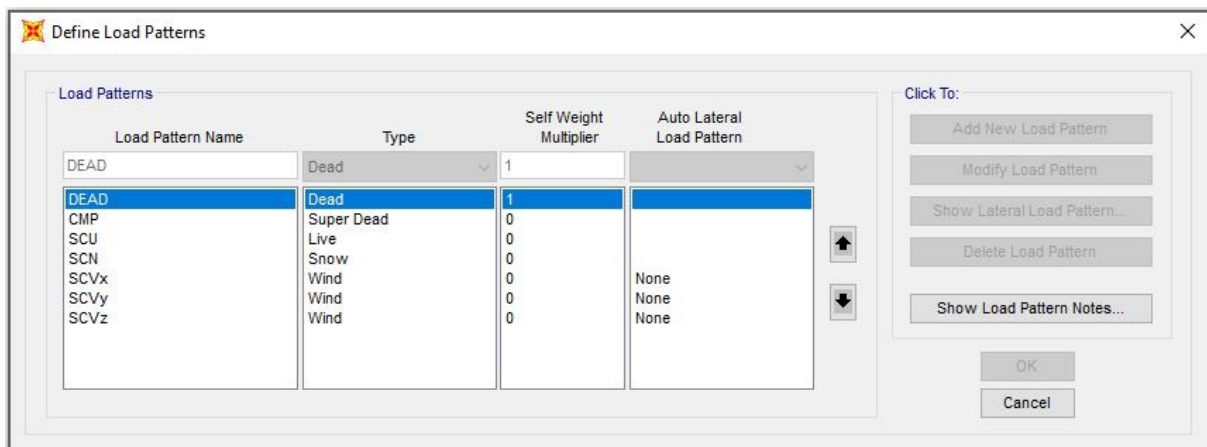 Define Load Patterns
Load Patterns
Click To:
Load Pattern Name Type Self Weight Multiplier Auto Lateral Load Pattern
DEAD Dead 1
DEAD Dead 1
CMP Super Dead 0
SCU Live 0
SCN Snow 0
SCVx Wind 0 None
SCVy Wind 0 None
SCVz Wind 0 None
Add New Load Pattern
Modify Load Pattern
Show Lateral Load Pattern...
Delete Load Pattern
Show Load Pattern Notes...
OK
Cancel